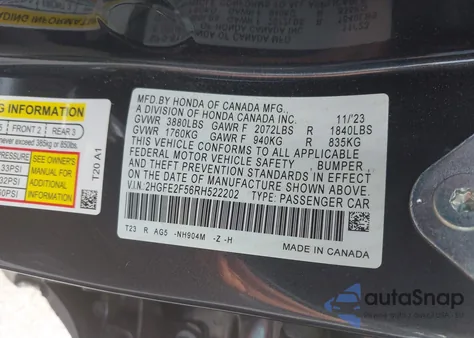 MFD. BY HONDA OF CANADA MFG., 11/'23
A DIVISION OF HONDA CANADA INC.
GVWR 3880LBS GAWR F 2072LBS R 1840LBS
GVWR 1760KG GAWR F 940KG R 835KG
THIS VEHICLE CONFORMS TO ALL APPLICABLE
FEDERAL MOTOR VEHICLE SAFETY, BUMPER,
AND THEFT PREVENTION STANDARDS IN EFFECT
ON THE DATE OF MANUFACTURE SHOWN ABOVE.
V.I.N. 2HGFE2F56RH522202 TYPE: PASSENGER CAR
T23 R AG5 -NH904M -Z -H
MADE IN CANADA
G INFORMATION
5 FRONT 2 REAR 3
exceed 385kg or 850lbs.
PRESSURE
33PSI
32PSI
60PSI
SEE OWNER'S
MANUAL
FOR
ADDITIONAL
INFORMATION
T20 A1
autoSnap